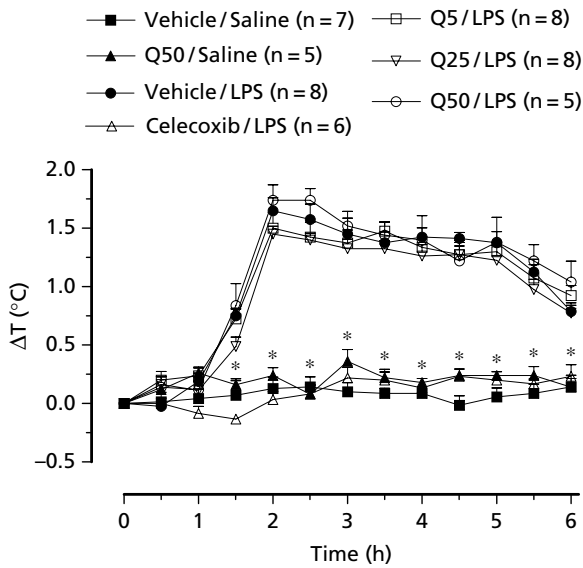 Vehicle/Saline (n=7)
Q50/Saline (n=5)
Vehicle/LPS (n=8)
Celecoxib/LPS (n=6)
Q5/LPS (n=8)
Q25/LPS (n=8)
Q50/LPS (n=5)
2.0
1.5
1.0
0.5
0.0
−0.5
ΔT (°C)
* * * * * * * * * *
0 1 2 3 4 5 6
Time (h)